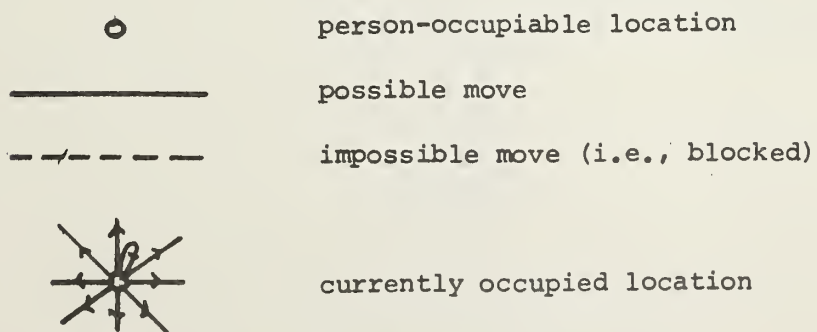 person-occupiable location
possible move
impossible move (i.e., blocked)
currently occupied location